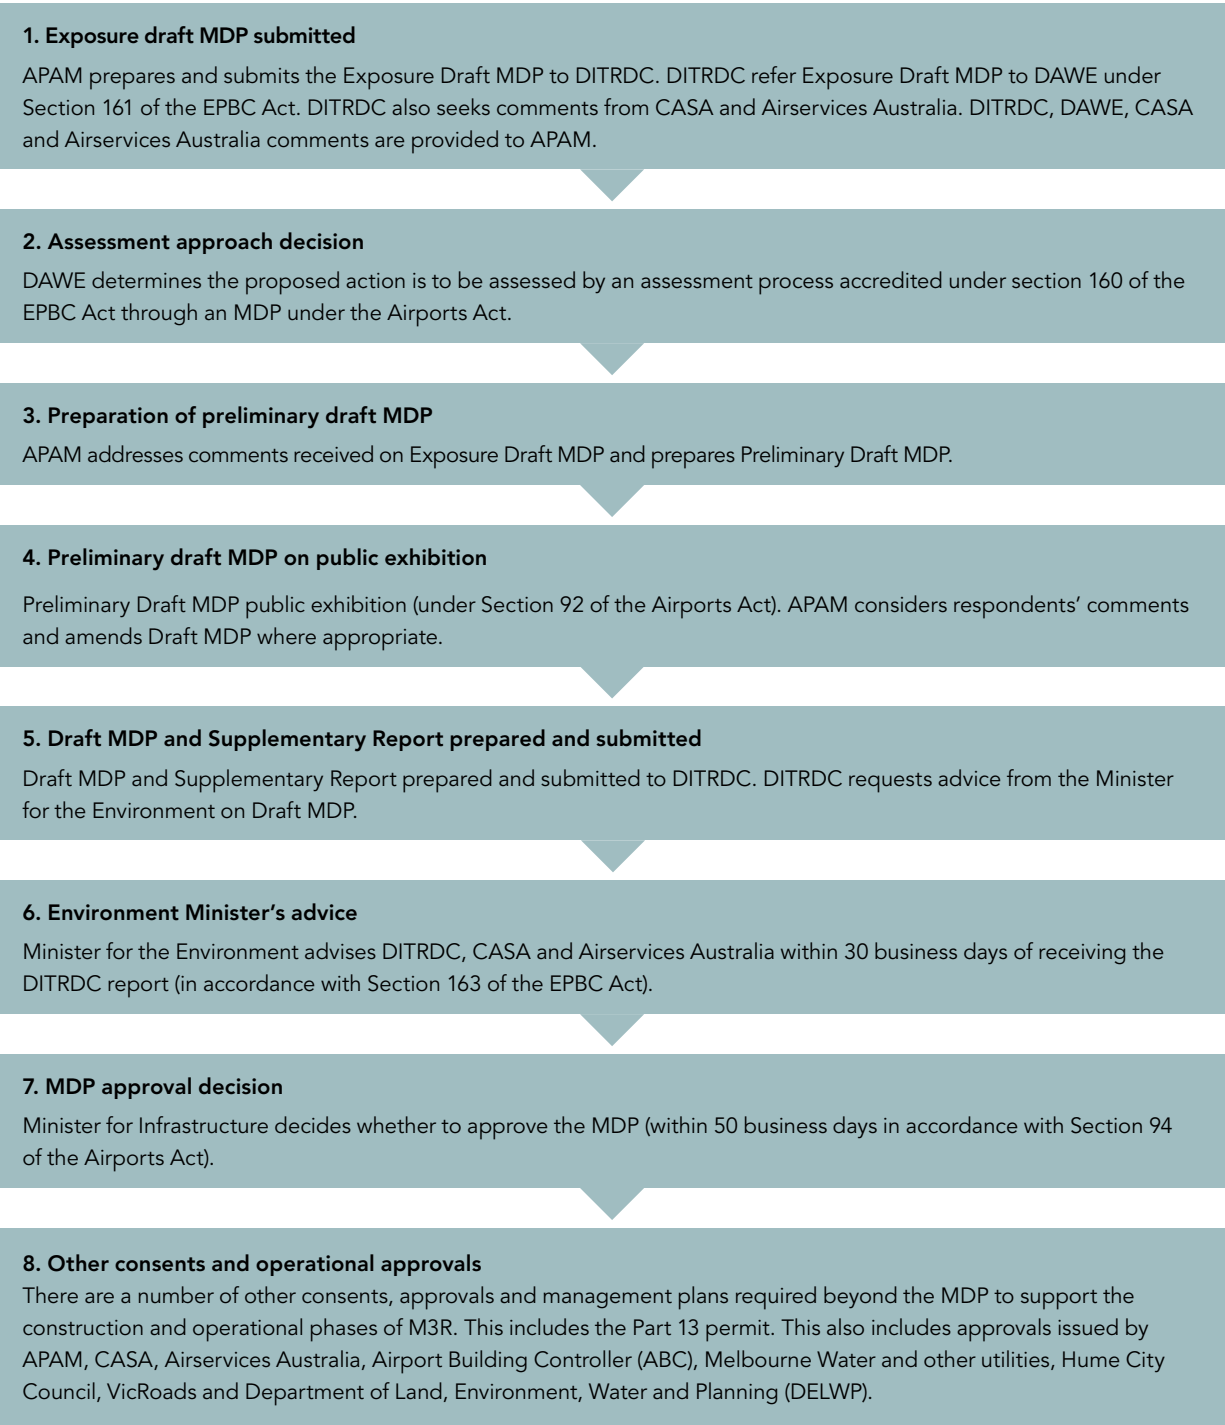 1. Exposure draft MDP submitted
APAM prepares and submits the Exposure Draft MDP to DITRDC. DITRDC refer Exposure Draft MDP to DAWE under
Section 161 of the EPBC Act. DITRDC also seeks comments from CASA and Airservices Australia. DITRDC, DAWE, CASA
and Airservices Australia comments are provided to APAM.
2. Assessment approach decision
DAWE determines the proposed action is to be assessed by an assessment process accredited under section 160 of the
EPBC Act through an MDP under the Airports Act.
3. Preparation of preliminary draft MDP
APAM addresses comments received on Exposure Draft MDP and prepares Preliminary Draft MDP.
4. Preliminary draft MDP on public exhibition
Preliminary Draft MDP public exhibition (under Section 92 of the Airports Act). APAM considers respondents’ comments
and amends Draft MDP where appropriate.
5. Draft MDP and Supplementary Report prepared and submitted
Draft MDP and Supplementary Report prepared and submitted to DITRDC. DITRDC requests advice from the Minister
for the Environment on Draft MDP.
6. Environment Minister’s advice
Minister for the Environment advises DITRDC, CASA and Airservices Australia within 30 business days of receiving the
DITRDC report (in accordance with Section 163 of the EPBC Act).
7. MDP approval decision
Minister for Infrastructure decides whether to approve the MDP (within 50 business days in accordance with Section 94
of the Airports Act).
8. Other consents and operational approvals
There are a number of other consents, approvals and management plans required beyond the MDP to support the
construction and operational phases of M3R. This includes the Part 13 permit. This also includes approvals issued by
APAM, CASA, Airservices Australia, Airport Building Controller (ABC), Melbourne Water and other utilities, Hume City
Council, VicRoads and Department of Land, Environment, Water and Planning (DELWP).